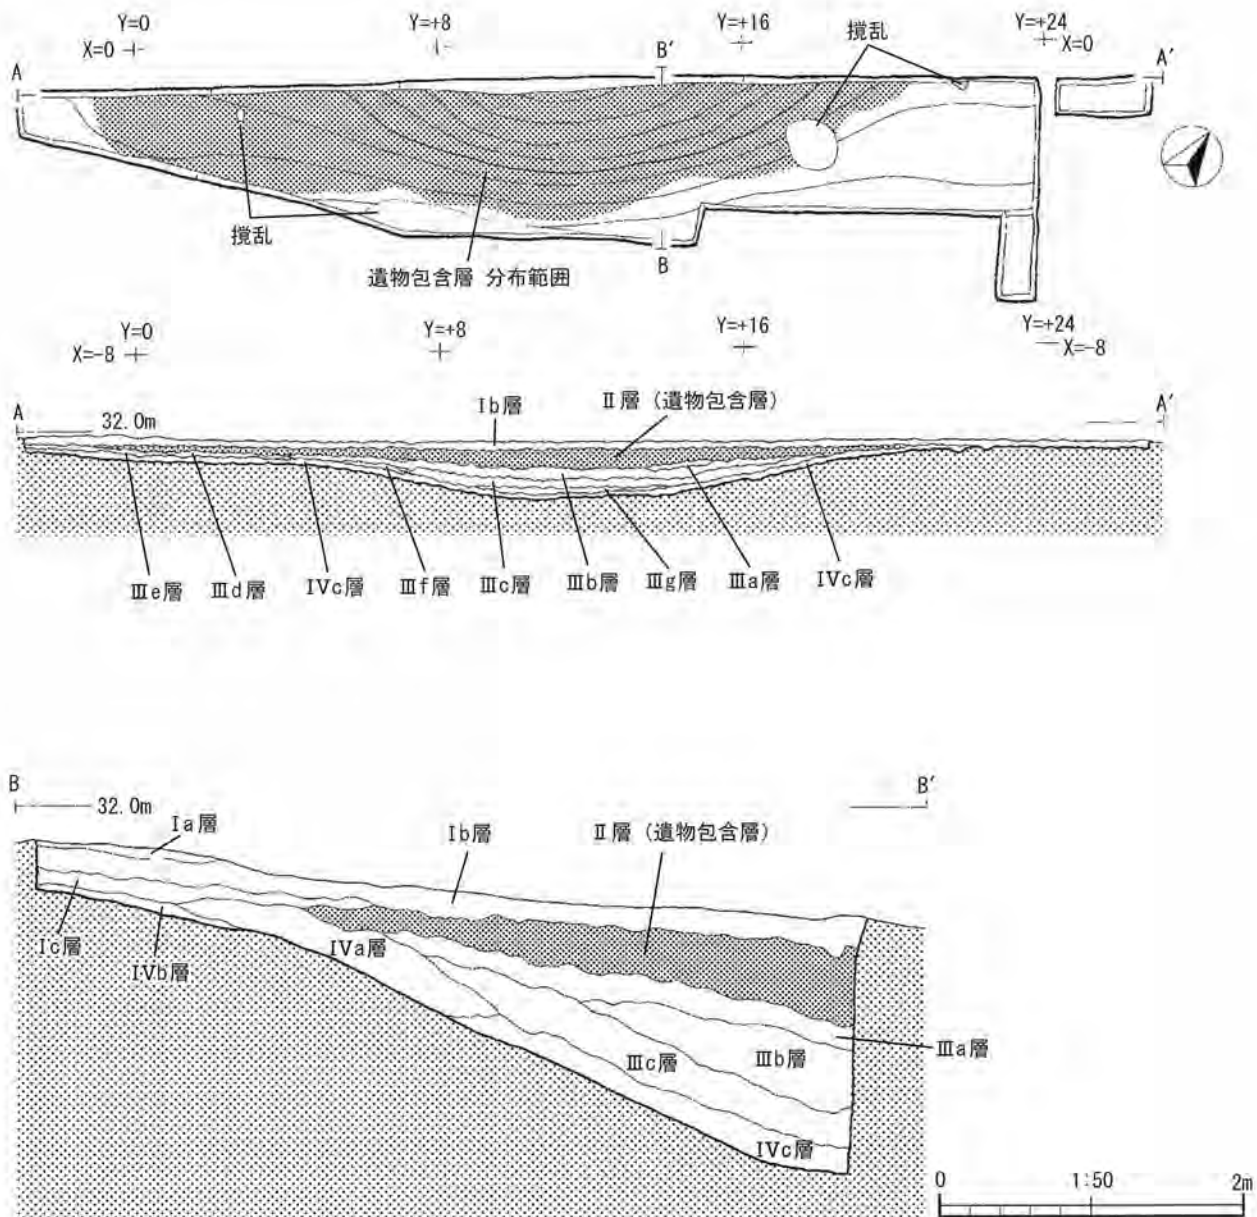 Y=0 Y=+8 Y=+16 Y=+24
X=0 X=0
撹乱
A B′ A′
撹乱
B
遺物包含層 分布範囲
Y=0 Y=+8 Y=+16 Y=+24
X=-8 X=-8
A A′
32.0m
Ⅰb層 Ⅱ層（遺物包含層）
Ⅲe層 Ⅲd層 Ⅳc層 Ⅲf層 Ⅲc層 Ⅲb層 Ⅲg層 Ⅲa層 Ⅳc層
B B′
32.0m
Ⅰa層 Ⅰb層 Ⅱ層（遺物包含層）
Ⅰc層 Ⅳb層 Ⅳa層
Ⅲc層 Ⅲb層 Ⅲa層
Ⅳc層
0 1:50 2m